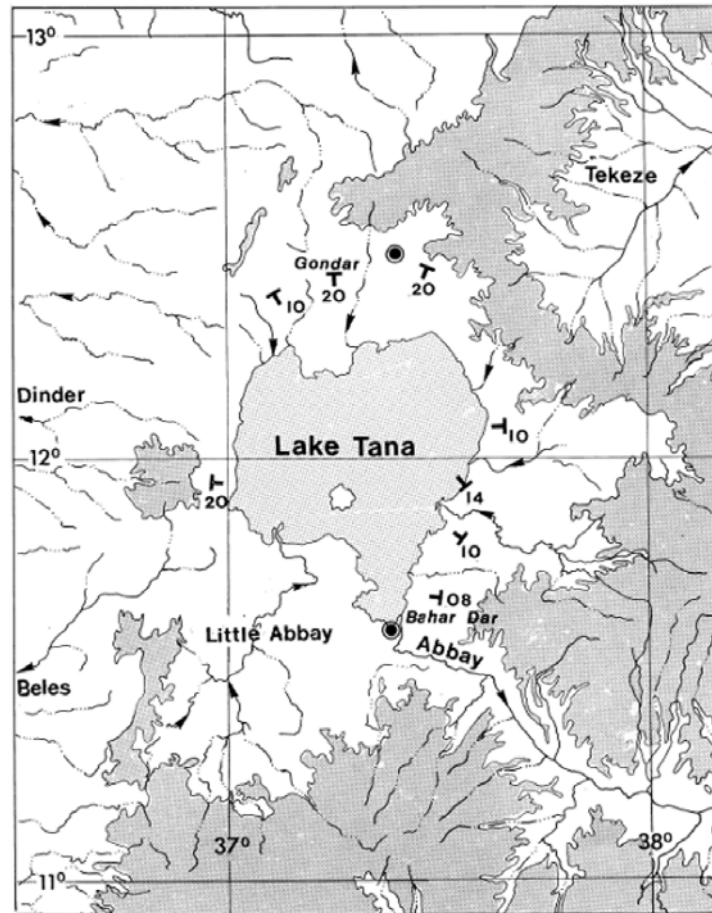 13°
Tekeze
Gondar
20
10
20
Dinder
10
12°
Lake Tana
14
20
10
08
Bahar Dar
Little Abbay
Abbay
Beles
37°
38°
11°